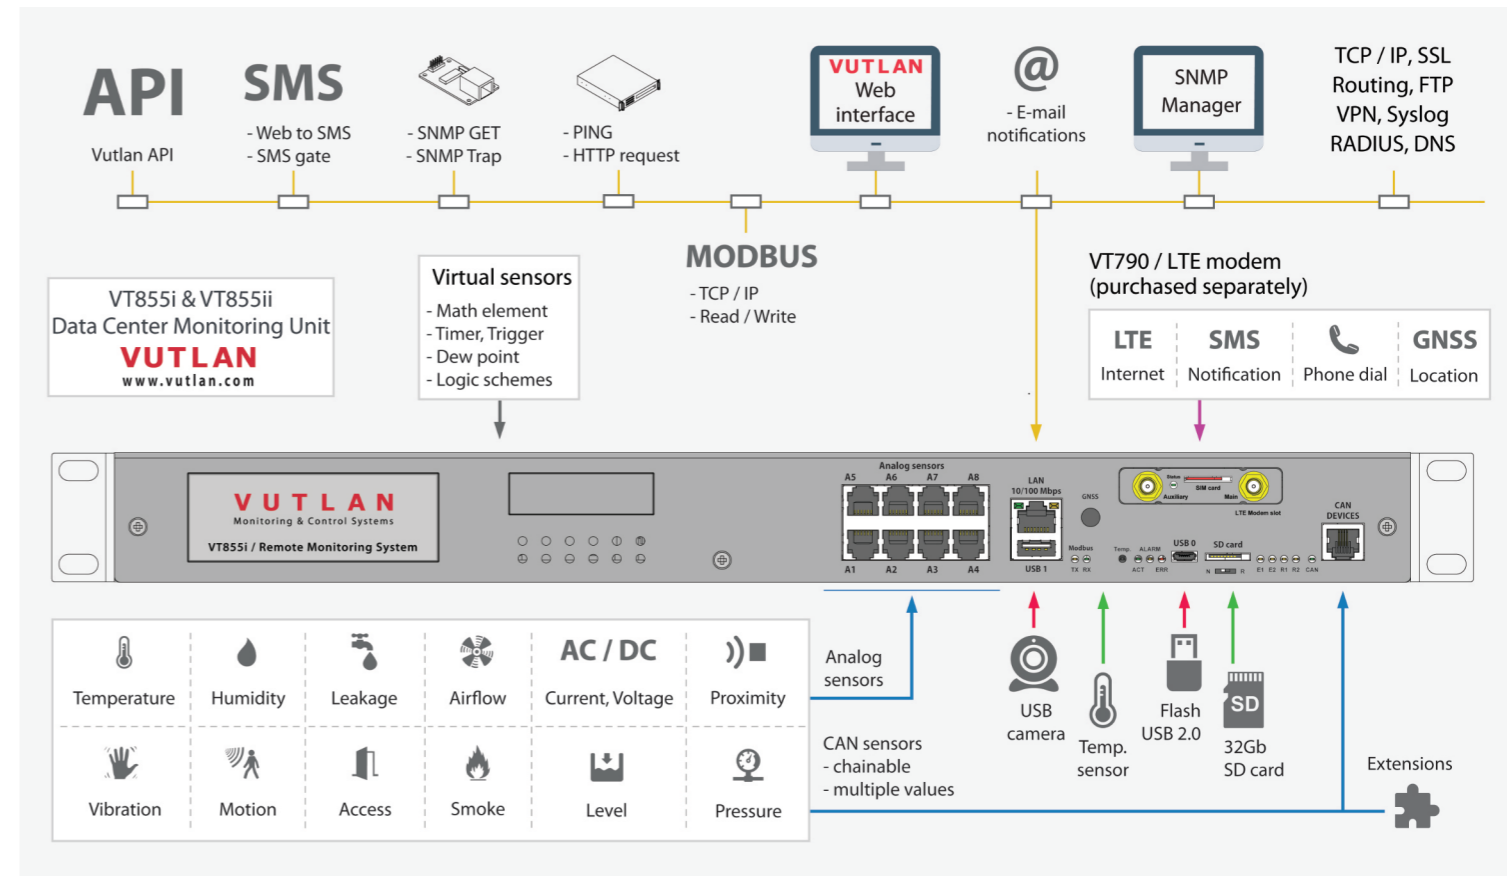 API
Vutlan API
SMS
- Web to SMS
- SMS gate
- SNMP GET
- SNMP Trap
- PING
- HTTP request
MODBUS
- TCP / IP
- Read / Write
VUTLAN
Web
interface
@
- E-mail
notifications
SNMP
Manager
TCP / IP, SSL
Routing, FTP
VPN, Syslog
RADIUS, DNS
VT855i & VT855ii
Data Center Monitoring Unit
VUTLAN
www.vutlan.com
Virtual sensors
- Math element
- Timer, Trigger
- Dew point
- Logic schemes
VT790 / LTE modem
(purchased separately)
LTE
Internet
SMS
Notification
Phone dial
GNSS
Location
VUTLAN
Monitoring & Control Systems
VT855i / Remote Monitoring System
Analog sensors
A5 A6 A7 A8
A1 A2 A3 A4
LAN
10/100 Mbps
USB 1
GNSS
Modbus
TX RX
Status
SIM card
Auxiliary
Main
LTE Modem slot
Temp.
ALARM
ACT ERR
USB 0
SD card
N R
E1 E2 R1 R2 CAN
CAN
DEVICES
Temperature
Humidity
Leakage
Airflow
AC / DC
Current, Voltage
Proximity
Vibration
Motion
Access
Smoke
Level
Pressure
Analog
sensors
CAN sensors
- chainable
- multiple values
USB
camera
Temp.
sensor
Flash
USB 2.0
SD
32Gb
SD card
Extensions